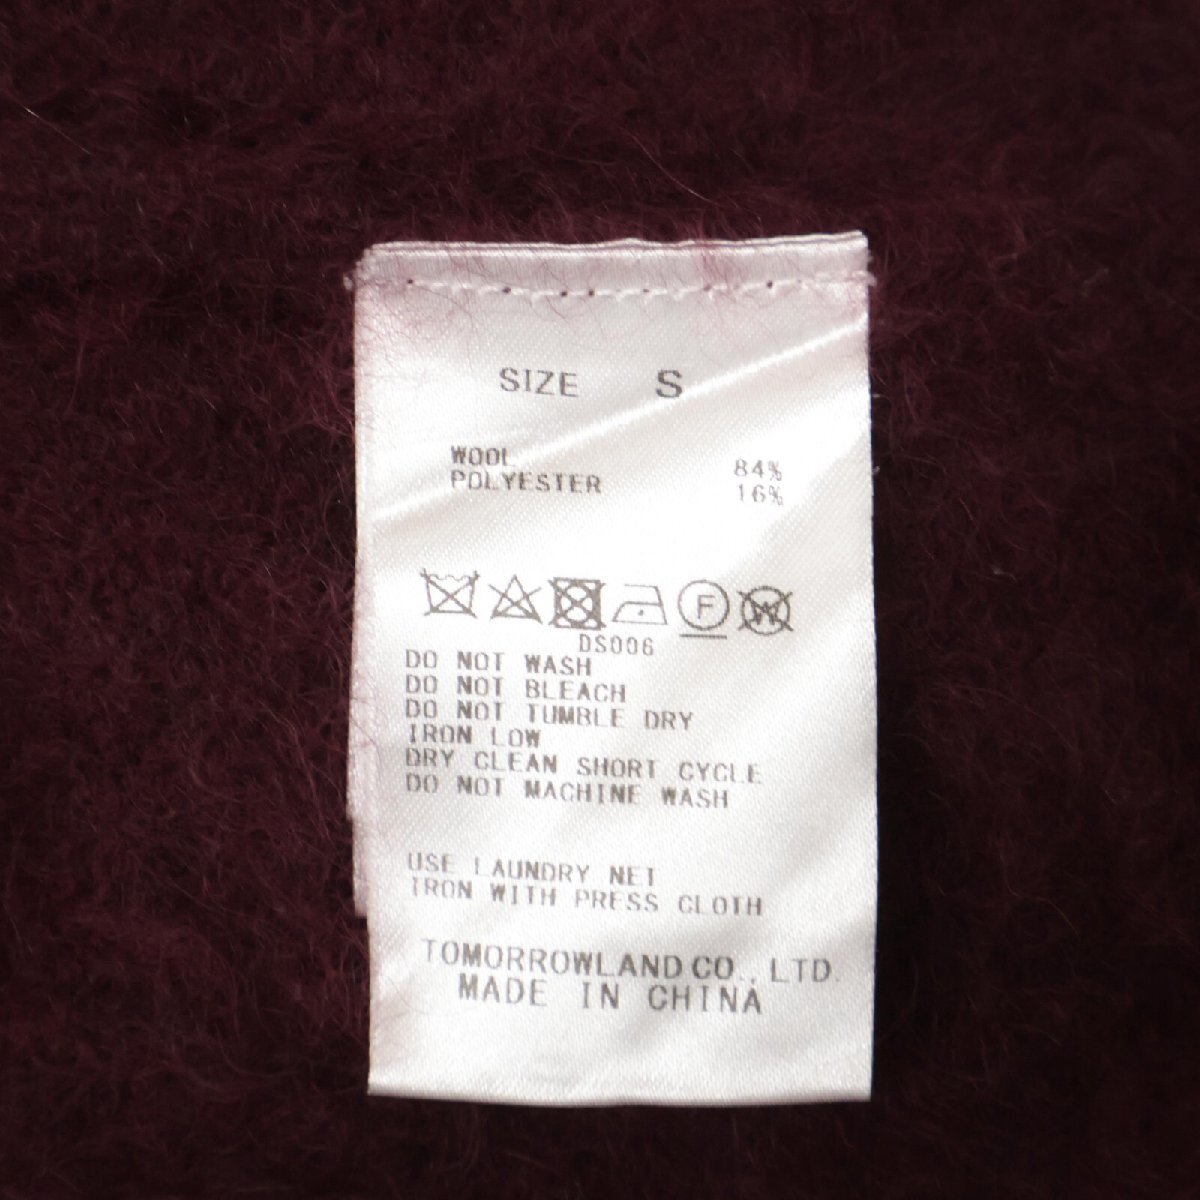 SIZE S
WOOL 84%
POLYESTER 16%
F W
DS006
DO NOT WASH
DO NOT BLEACH
DO NOT TUMBLE DRY
IRON LOW
DRY CLEAN SHORT CYCLE
DO NOT MACHINE WASH
USE LAUNDRY NET
IRON WITH PRESS CLOTH
TOMORROWLAND CO., LTD.
MADE IN CHINA